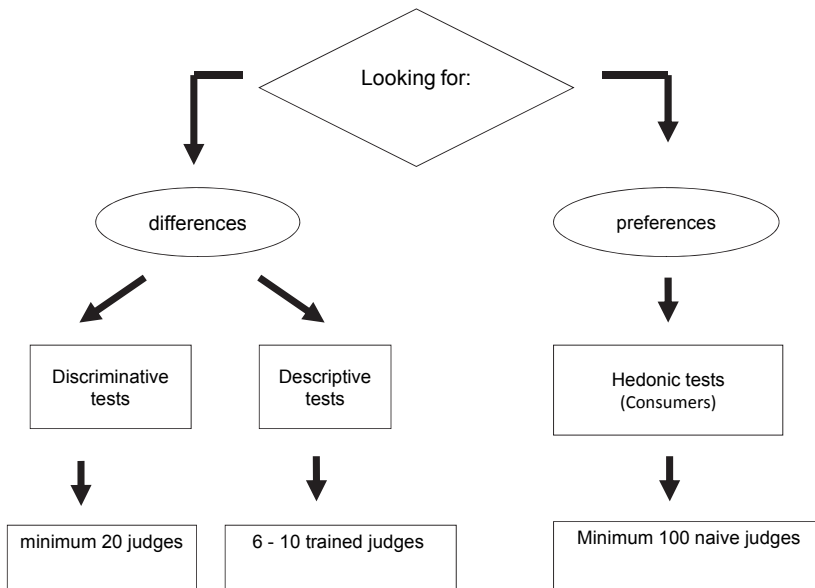 Looking for:
differences
preferences
Discriminative
tests
Descriptive
tests
Hedonic tests
(Consumers)
minimum 20 judges
6 - 10 trained judges
Minimum 100 naive judges